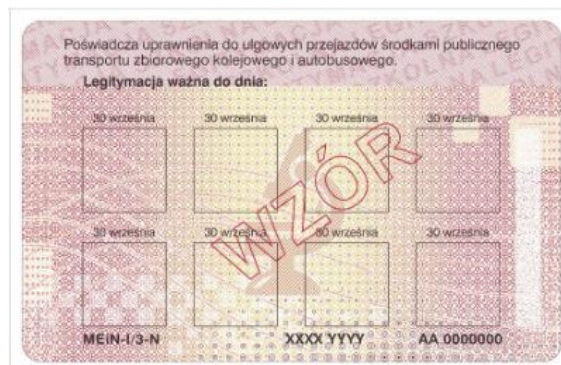 Poświadcza uprawnienia do ulgowych przejazdów środkami publicznego
transportu zbiorowego kolejowego i autobusowego.
Legitymacja ważna do dnia:
30 września 30 września 30 września 30 września
30 września 30 września 30 września 30 września
WZÓR
MEiN-I/3-N XXXX YYYY AA 0000000